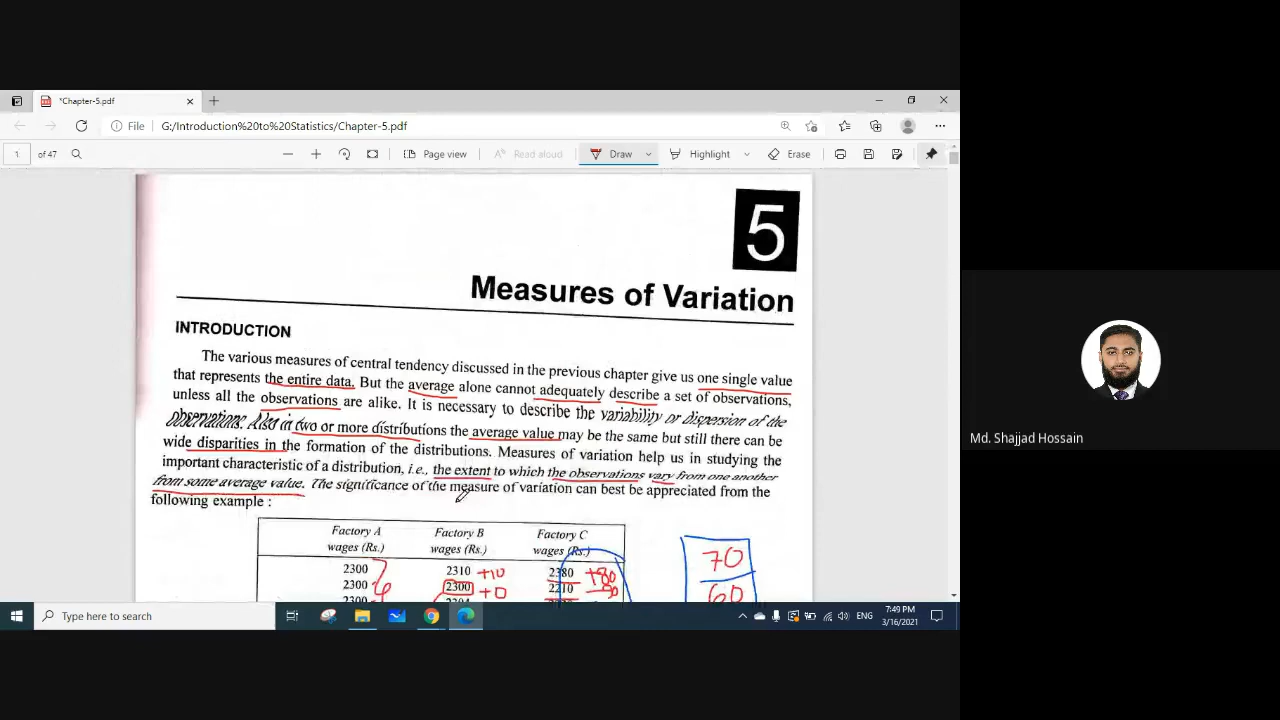 *Chapter-5.pdf
File G:/Introduction%20to%20Statistics/Chapter-5.pdf
1 of 47 Page view Read aloud Draw Highlight Erase
5
Measures of Variation
INTRODUCTION
The various measures of central tendency discussed in the previous chapter give us one single value
that represents the entire data. But the average alone cannot adequately describe a set of observations,
unless all the observations are alike. It is necessary to describe the variability or dispersion of the
observations. Also in two or more distributions the average value may be the same but still there can be
wide disparities in the formation of the distributions. Measures of variation help us in studying the
important characteristic of a distribution, i.e., the extent to which the observations vary from one another
from some average value. The significance of the measure of variation can best be appreciated from the
following example :
Factory A Factory B Factory C
wages (Rs.) wages (Rs.) wages (Rs.)
2300 2310 +10 2380 +80
2300 2300 +0 2210
2300
70
60
Md. Shajjad Hossain
Type here to search
ENG
7:49 PM
3/16/2021